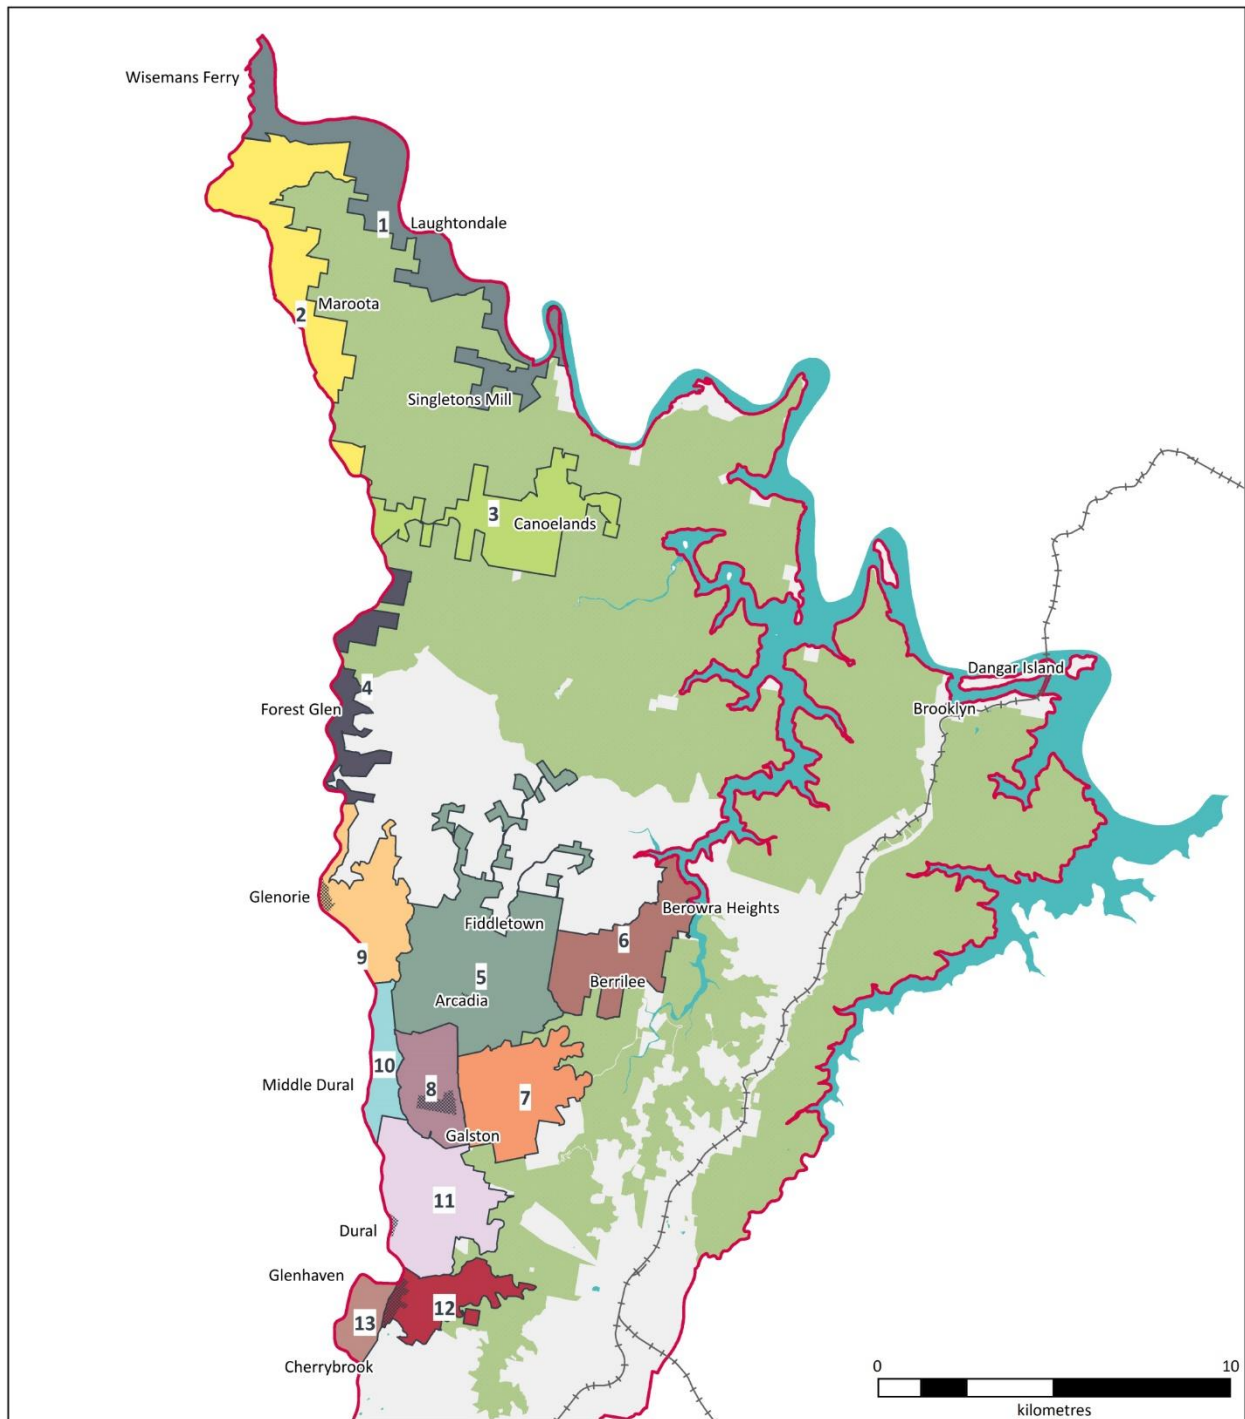 Wisemans Ferry
1
Laughtondale
2
Maroota
Singletons Mill
3
Canoelands
4
Forest Glen
Dangar Island
Brooklyn
Glenorie
Fiddletown
Berowra Heights
6
9
5
Berrilee
Arcadia
10
Middle Dural
8
7
Galston
11
Dural
Glenhaven
12
13
Cherrybrook
0
10
kilometres